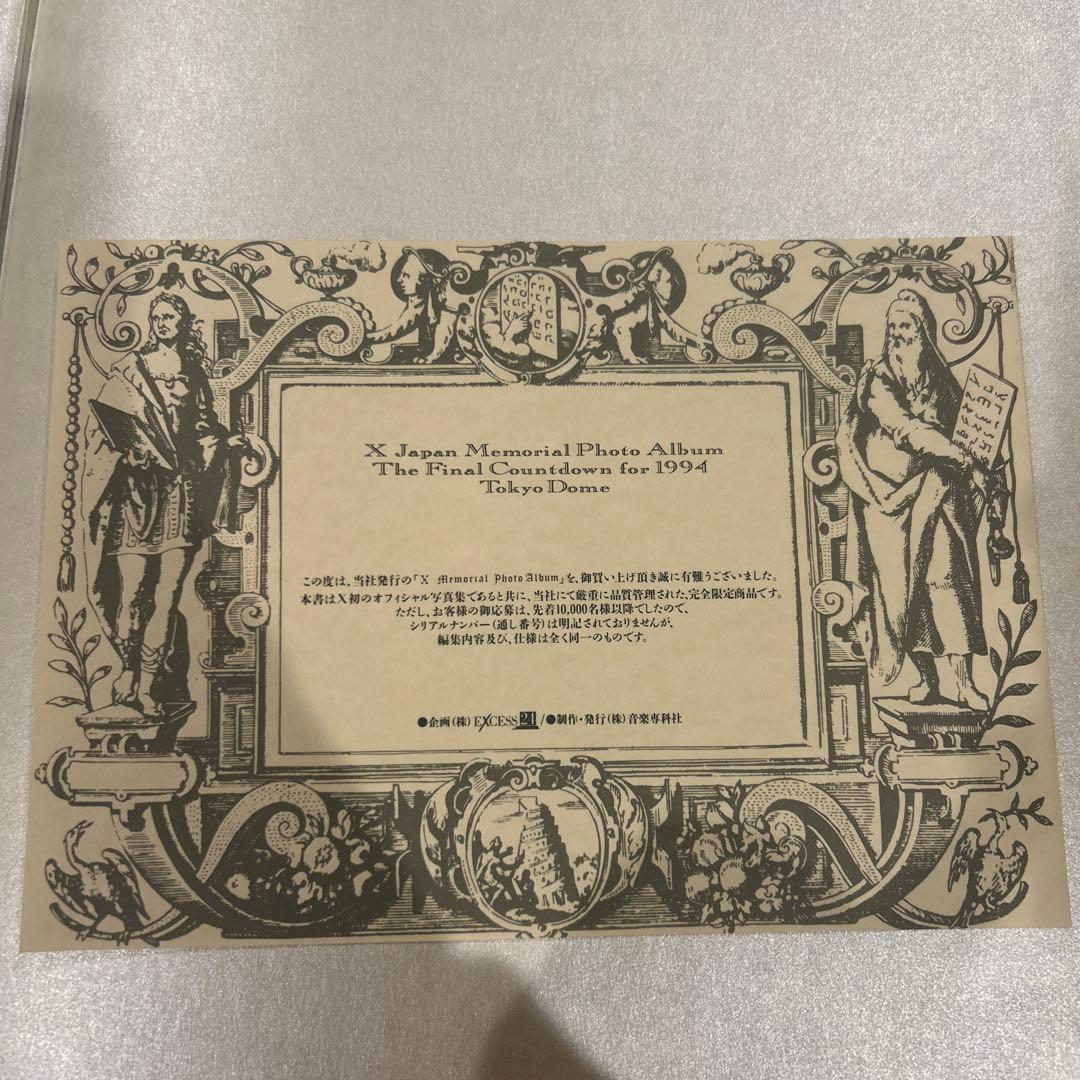 X Japan Memorial Photo Album
The Final Countdown for 1994
Tokyo Dome
この度は、当社発行の「X Memorial Photo Album」を、御買い上げ頂き誠に有難うございました。
本書はX初のオフィシャル写真集であると共に、当社にて厳重に品質管理された、完全限定商品です。
ただし、お客様の御応募は、先着10,000名様以降でしたので、
シリアルナンバー(通し番号)は明記されておりませんが、
編集内容及び、仕様は全く同一のものです。
●企画(株)EXCESS 21/●制作・発行(株)音楽専科社